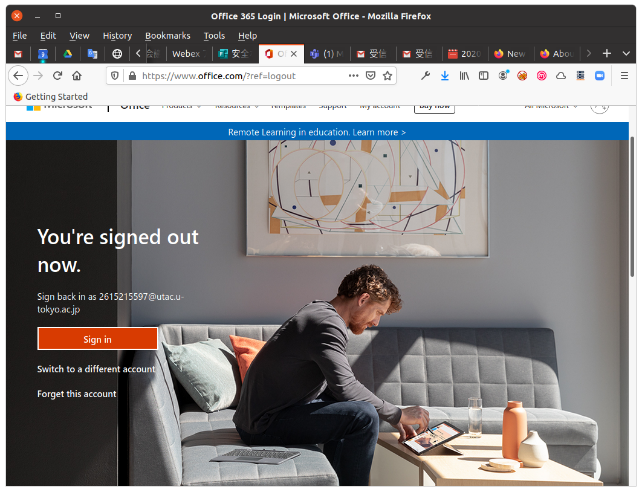 Office 365 Login | Microsoft Office - Mozilla Firefox
File Edit View History Bookmarks Tools Help
Webex 安全 (1) M 受信 受信 2020 New Abou
https://www.office.com/?ref=logout
Getting Started
Microsoft Office Products Resources Templates Support My account Buy now All Microsoft
Remote Learning in education. Learn more >
You're signed out
now.
Sign back in as 2615215597@utac.u-
tokyo.ac.jp
Sign in
Switch to a different account
Forget this account